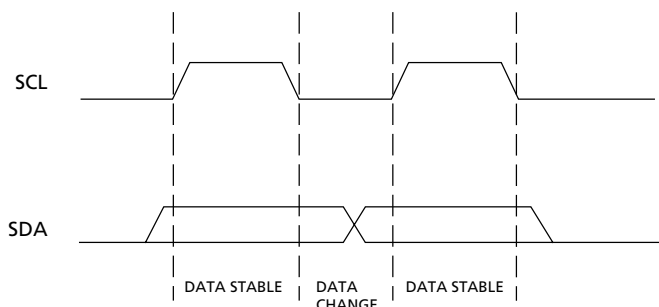 SCL
SDA
DATA STABLE
DATA
CHANGE
DATA STABLE